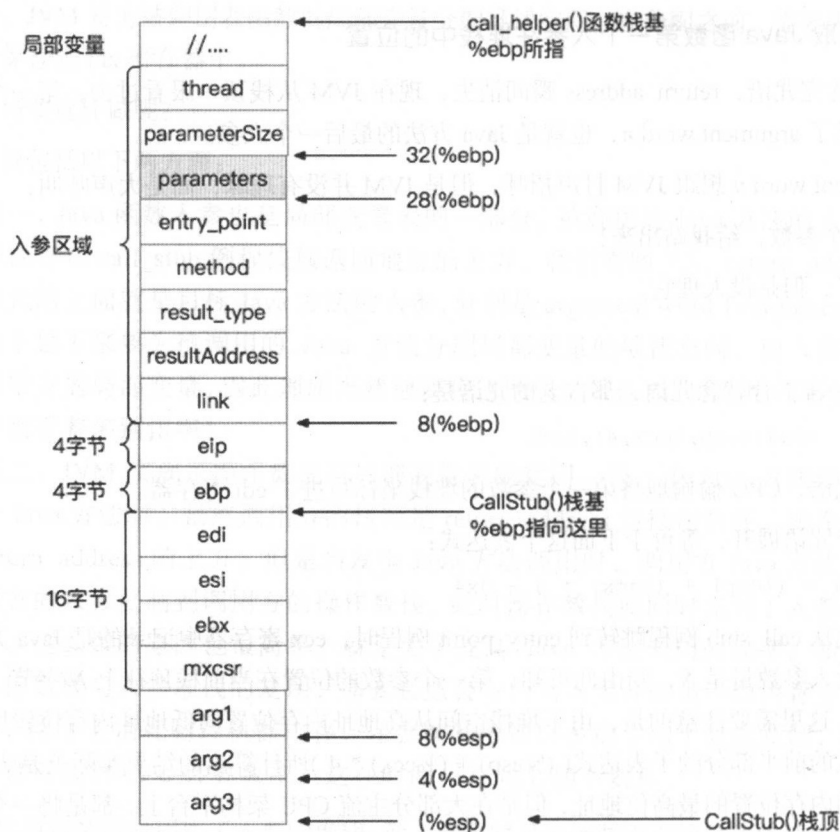 call_helper()函数栈基
%ebp所指
局部变量
//....
thread
parameterSize
32(%ebp)
parameters
28(%ebp)
entry_point
入参区域
method
result_type
resultAddress
link
8(%ebp)
4字节
eip
4字节
ebp
CallStub()栈基
%ebp指向这里
edi
esi
16字节
ebx
mxcsr
arg1
8(%esp)
arg2
4(%esp)
arg3
(%esp)
CallStub()栈顶